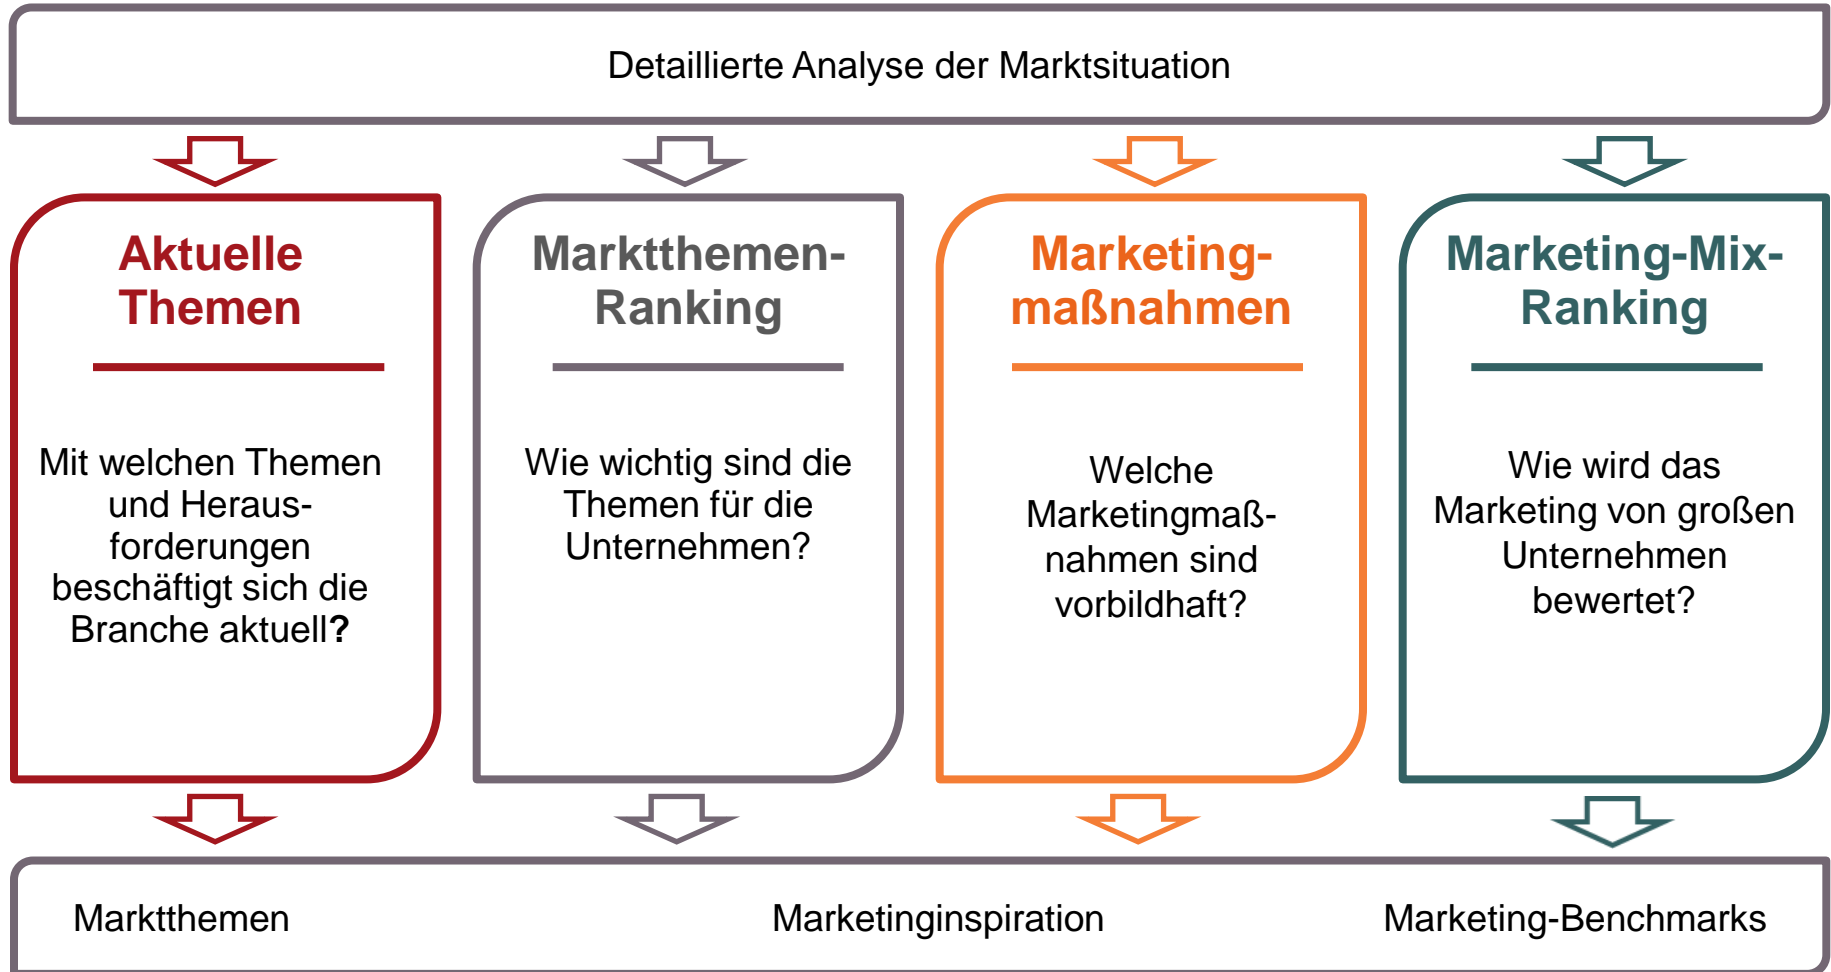 Detaillierte Analyse der Marktsituation
Aktuelle
Themen
Mit welchen Themen
und Heraus-
forderungen
beschäftigt sich die
Branche aktuell?
Marktthemen-
Ranking
Wie wichtig sind die
Themen für die
Unternehmen?
Marketing-
maßnahmen
Welche
Marketingmaß-
nahmen sind
vorbildhaft?
Marketing-Mix-
Ranking
Wie wird das
Marketing von großen
Unternehmen
bewertet?
Marktthemen
Marketinginspiration
Marketing-Benchmarks